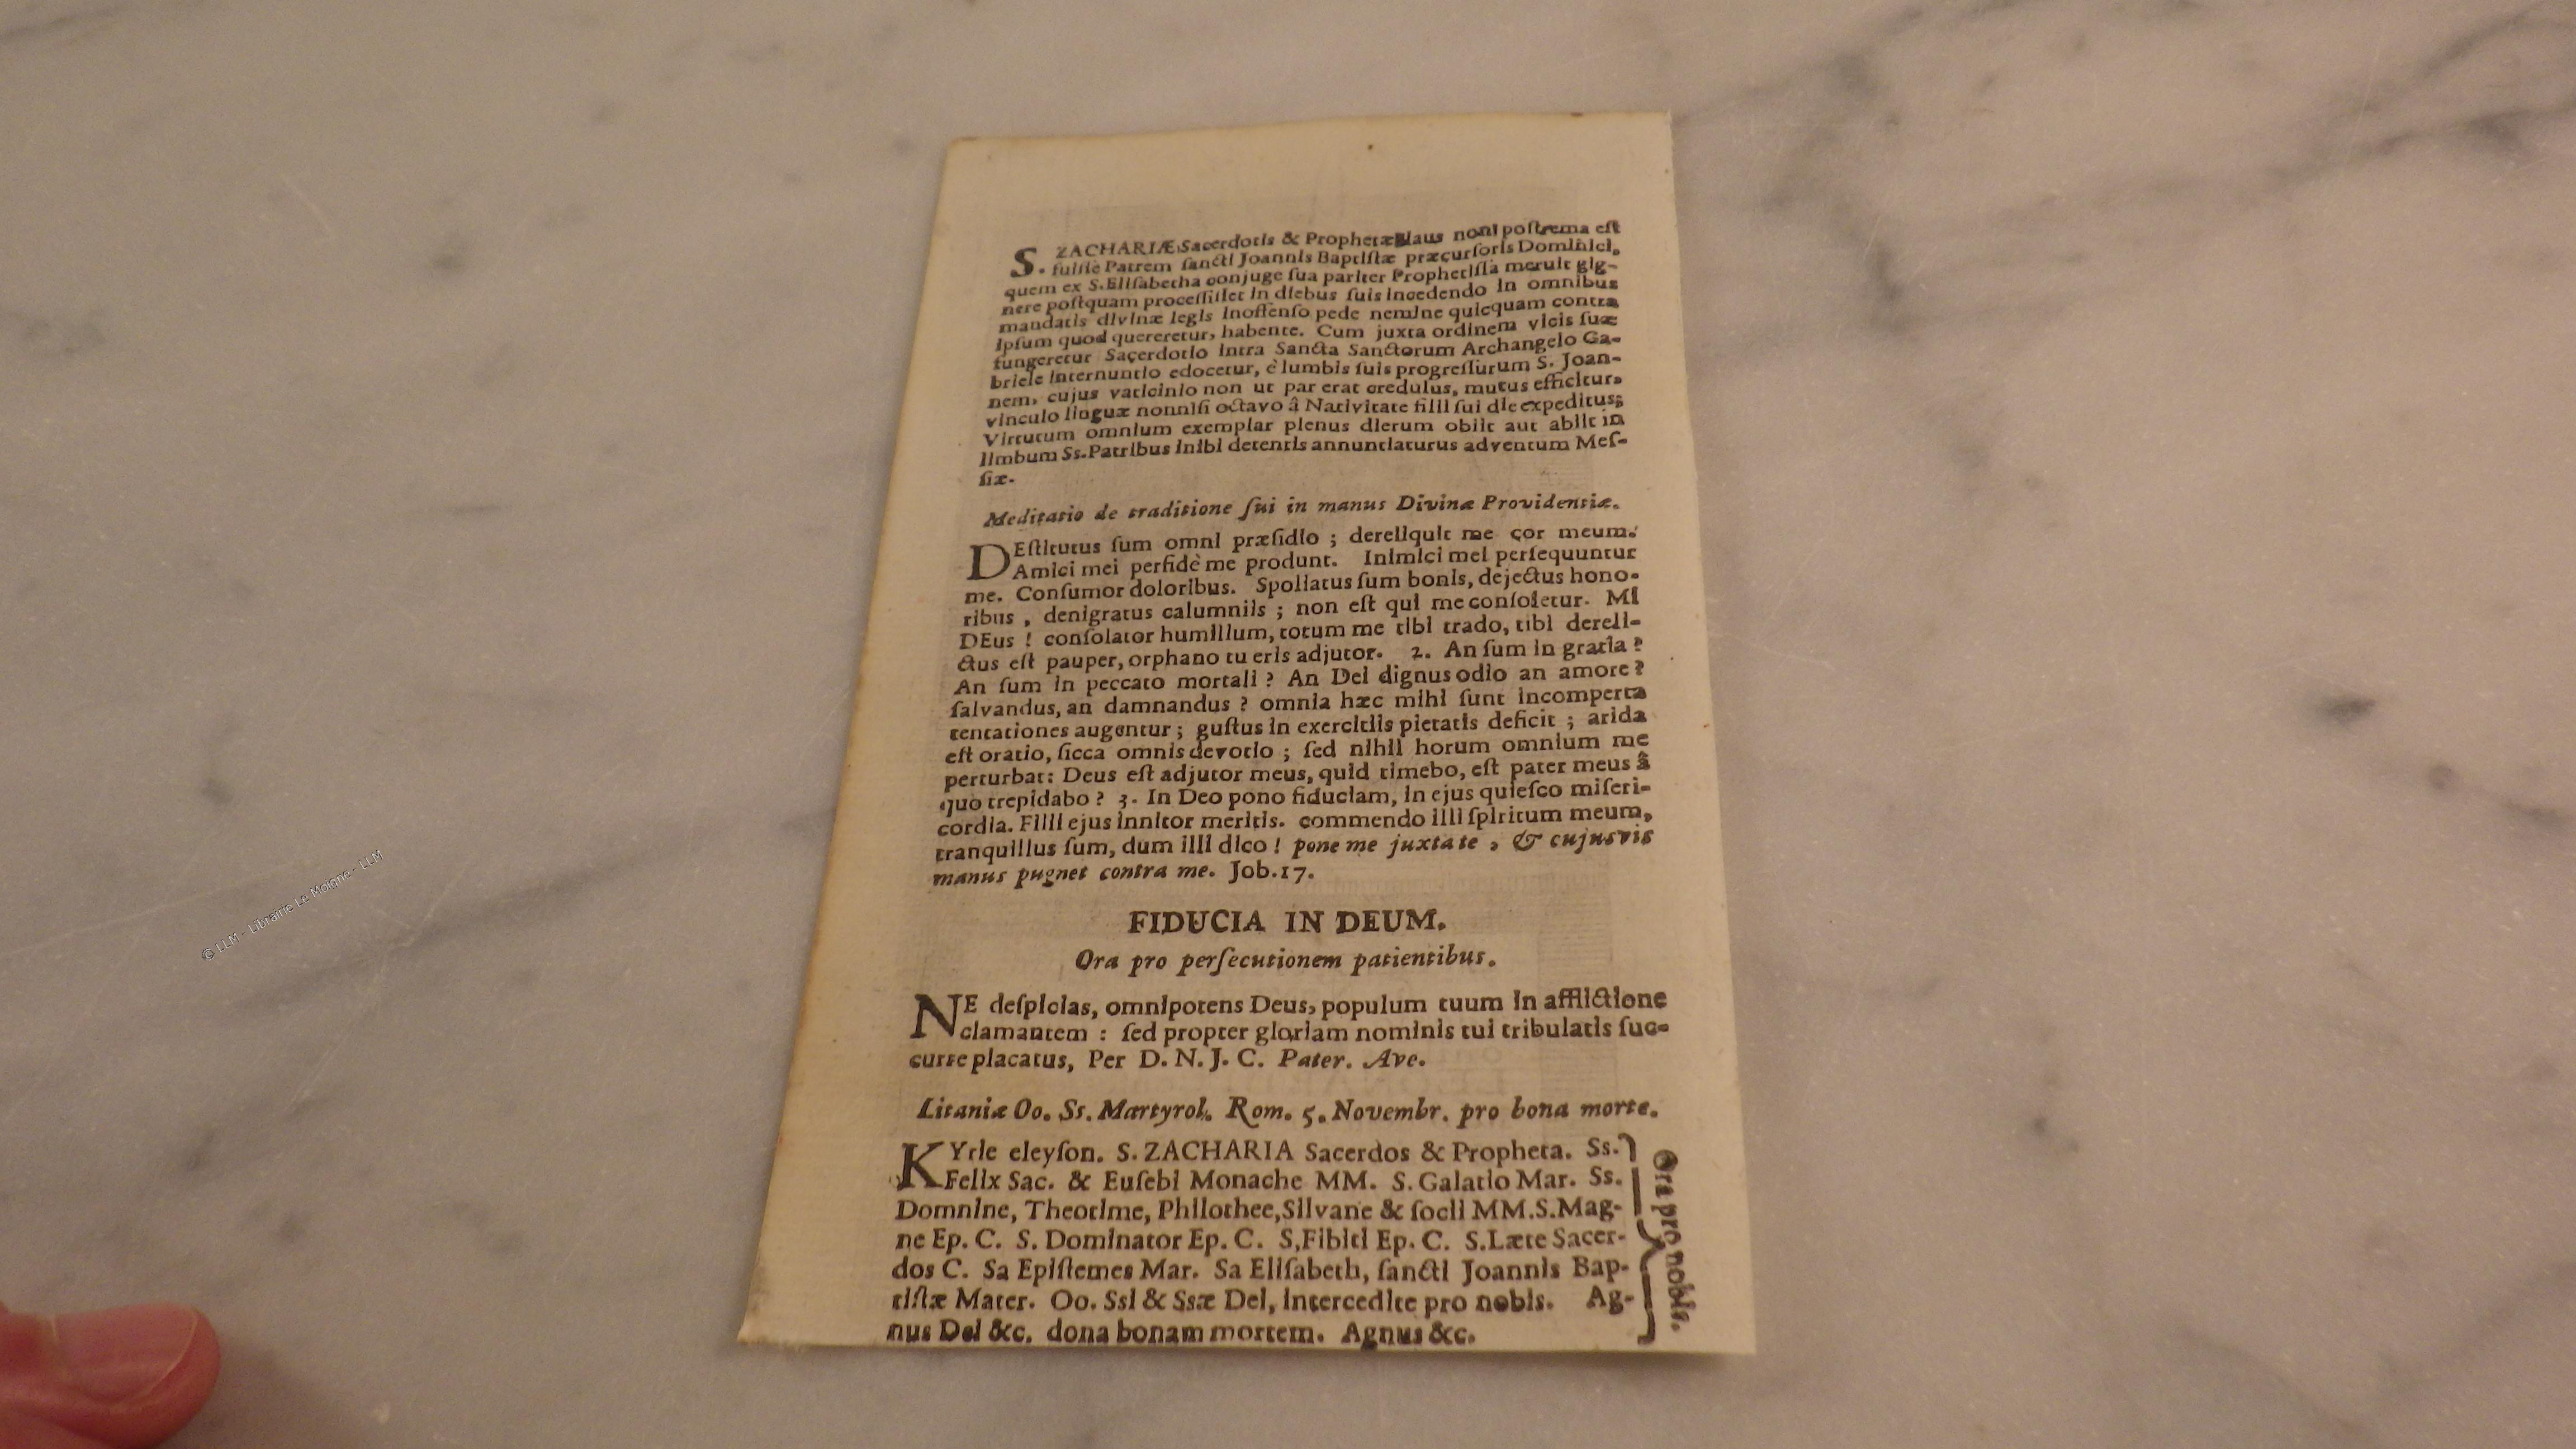 S. ZACHARIÆ Sacerdotis & Prophetæ laus non postrema est
fuisse Patrem sancti Joannis Baptistæ præcursoris Dominici,
quem ex S. Elisabetha conjuge sua pariter Prophetissa meruit gig-
nere postquam processisset in diebus suis incedendo in omnibus
mandatis divinæ legis inoffenso pede nemine quicquam contra
ipsum quod quereretur, habente. Cum juxta ordinem vicis suæ
fungeretur Sacerdotio intra Sancta Sanctorum Archangelo Ga-
briele internuntio edocetur, è lumbis suis progressurum S. Joan-
nem, cujus vaticinio non ut par erat credulus, mutus efficitur,
vinculo linguæ nonnisi octavo â Nativitate filii sui die expeditus;
Virtutum omnium exemplar plenus dierum obiit aut abiit in
limbum Ss. Patribus inibi detentis annuntiaturus adventum Mes-
siæ.
Meditatio de traditione sui in manus Divinæ Providentiæ.
DEstitutus sum omni præsidio ; dereliquit me cor meum.
Amici mei perfidè me produnt. Inimici mei persequuntur
me. Consumor doloribus. Spoliatus sum bonis, dejectus hono-
ribus , denigratus calumniis ; non est qui me consoletur. Mi
DEus ! consolator humilium, totum me tibi trado, tibi dereli-
ctus est pauper, orphano tu eris adjutor. 2. An sum in gratia ?
An sum in peccato mortali ? An Dei dignus odio an amore ?
salvandus, an damnandus ? omnia hæc mihi sunt incomperta
tentationes augentur ; gustus in exercitiis pietatis deficit ; arida
est oratio, sicca omnis devotio ; sed nihil horum omnium me
perturbat: Deus est adjutor meus, quid timebo, est pater meus â
quo trepidabo ? 3. In Deo pono fiduciam, in ejus quiesco miseri-
cordia. Filii ejus innitor meritis. commendo illi spiritum meum,
tranquillus sum, dum illi dico ! pone me juxta te , & cujusvis
manus pugnet contra me. Job.17.
FIDUCIA IN DEUM.
Ora pro persecutionem patientibus.
NE despicias, omnipotens Deus, populum tuum in afflictione
clamantem : sed propter gloriam nominis tui tribulatis suc-
curre placatus, Per D. N. J. C. Pater. Ave.
Litaniæ Oo. Ss. Martyrol. Rom. 5. Novembr. pro bona morte.
KYrie eleyson. S. ZACHARIA Sacerdos & Propheta. Ss.
Felix Sac. & Eusebi Monache MM. S. Galatio Mar. Ss.
Domnine, Theotime, Philothee, Silvane & socii MM. S. Mag-
ne Ep. C. S. Dominator Ep. C. S, Fibiti Ep. C. S. Læte Sacer-
dos C. Sa Epistemes Mar. Sa Elisabeth, sancti Joannis Bap-
tistæ Mater. Oo. Ssi & Ssæ Dei, intercedite pro nobis. Ag-
nus Dei &c. dona bonam mortem. Agnus &c.
Ora pro nobis.
© LLM - Librairie Le Moigne - LLM